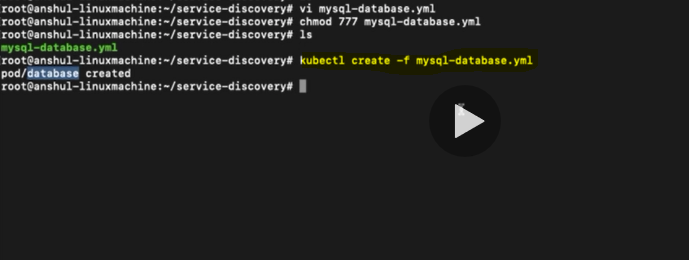 [root@anshul-linuxmachine:~/service-discovery# vi mysql-database.yml
[root@anshul-linuxmachine:~/service-discovery# chmod 777 mysql-database.yml
[root@anshul-linuxmachine:~/service-discovery# ls
mysql-database.yml
[root@anshul-linuxmachine:~/service-discovery# kubectl create -f mysql-database.yml
pod/database created
root@anshul-linuxmachine:~/service-discovery#